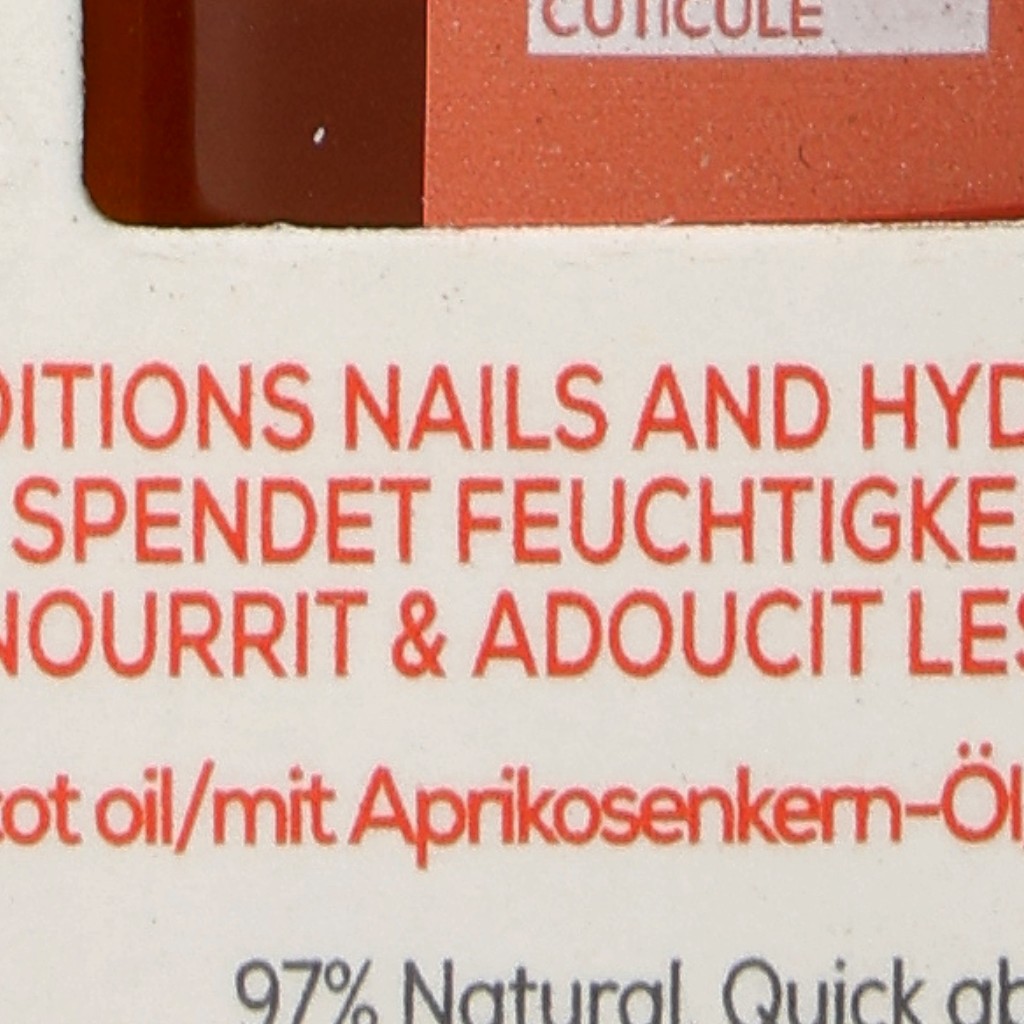 CUTICULE
DITIONS NAILS AND HYD
SPENDET FEUCHTIGKE
NOURRIT & ADOUCIT LES
cot oil/mit Aprikosenkern-Öl/
97% Natural. Quick ab